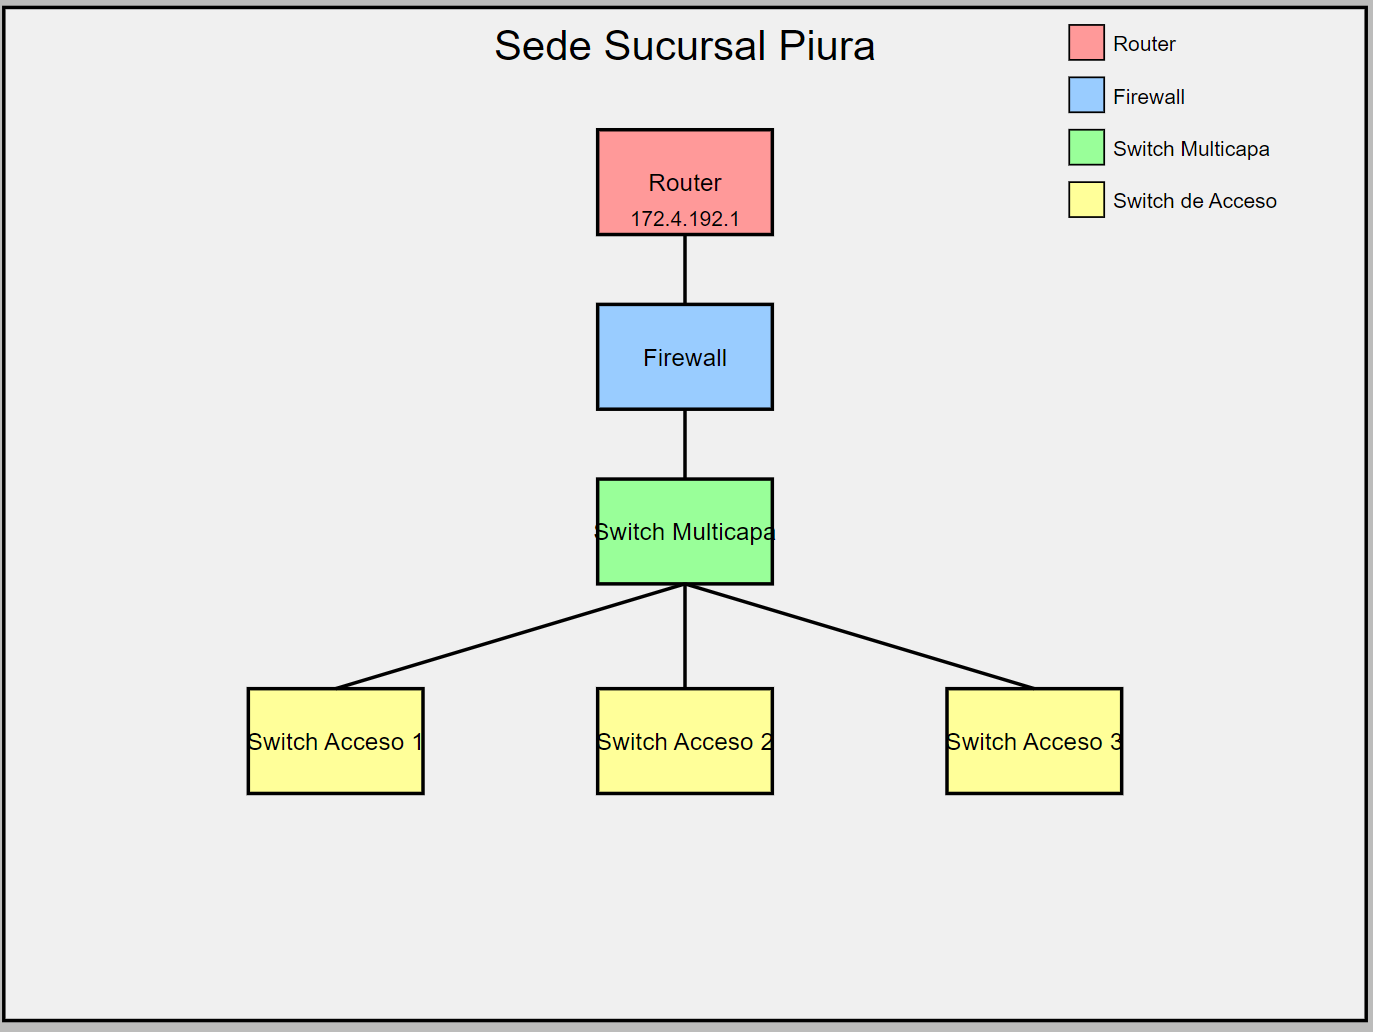 Sede Sucursal Piura
Router
Firewall
Switch Multicapa
Switch de Acceso
Router
172.4.192.1
Firewall
Switch Multicapa
Switch Acceso 1
Switch Acceso 2
Switch Acceso 3